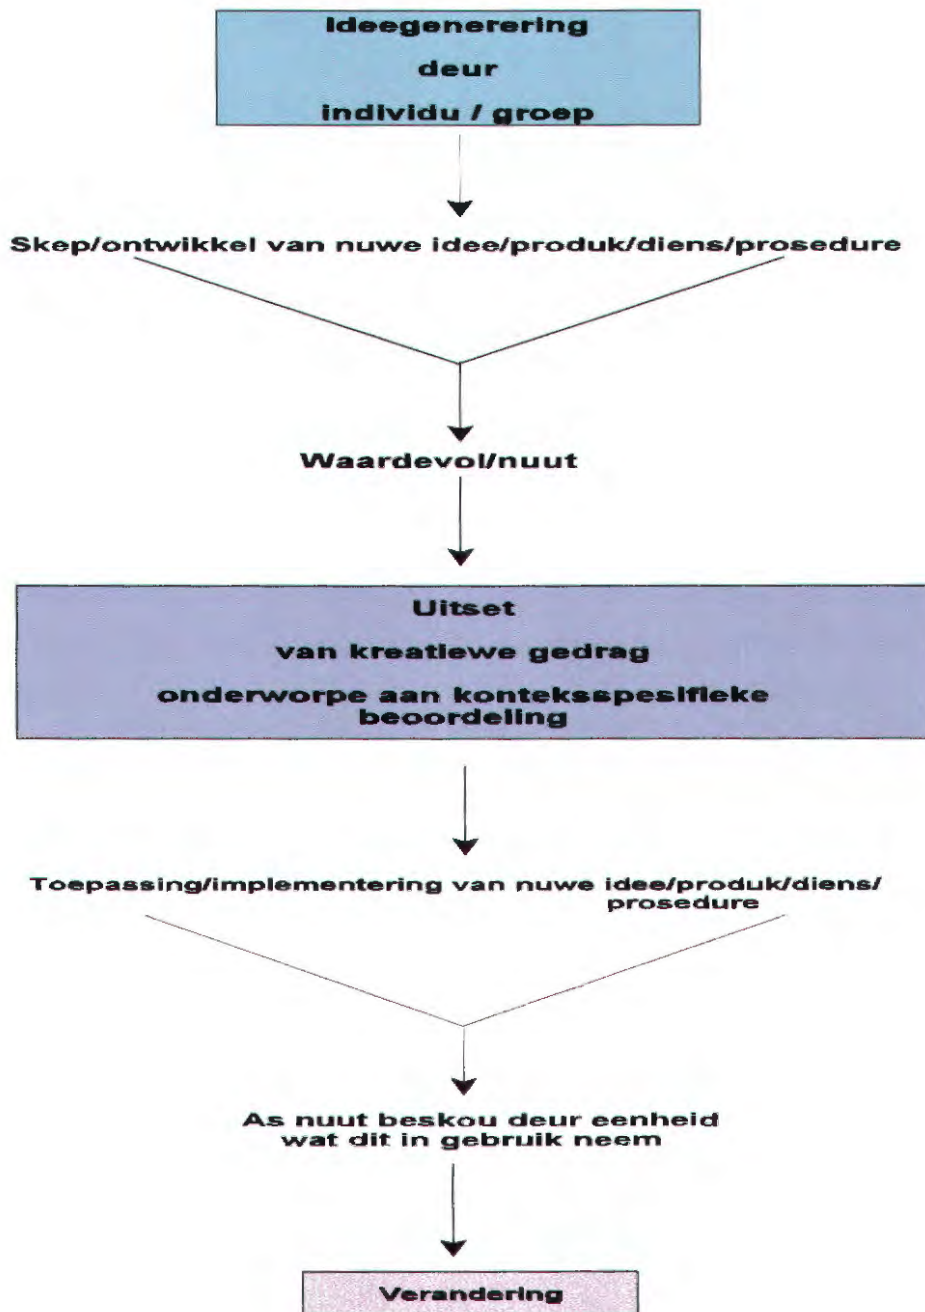 Ideegenerering
deur
individu / groep
Skep/ontwikkel van nuwe idee/produk/diens/prosedure
Waardevol/nuut
Uitset
van kreatiewe gedrag
onderworpe aan konteksspesifieke
beoordeling
Toepassing/implementering van nuwe idee/produk/diens/
prosedure
As nuut beskou deur eenheid
wat dit in gebruik neem
Verandering